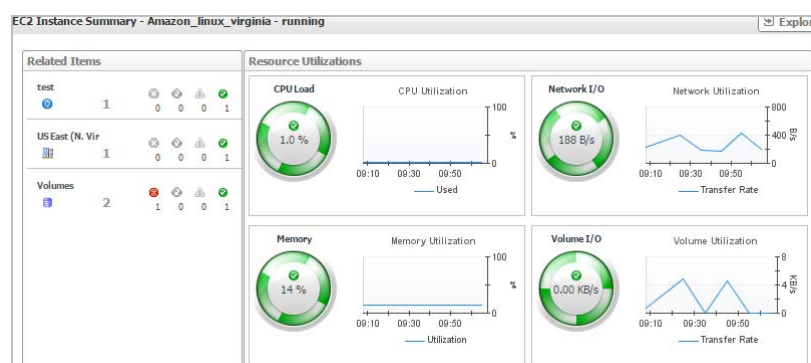 EC2 Instance Summary - Amazon_linux_virginia - running
Explor
Related Items
test
1
0 0 0 1
US East (N. Vir
1
0 0 0 1
Volumes
2
1 0 0 1
Resource Utilizations
CPU Load
1.0 %
CPU Utilization
100
%
0
09:10 09:30 09:50
Used
Network I/O
188 B/s
Network Utilization
800
400
B/s
0
09:10 09:30 09:50
Transfer Rate
Memory
14 %
Memory Utilization
100
%
0
09:10 09:30 09:50
Utilization
Volume I/O
0.00 KB/s
Volume Utilization
8
4
KB/s
0
09:10 09:30 09:50
Transfer Rate